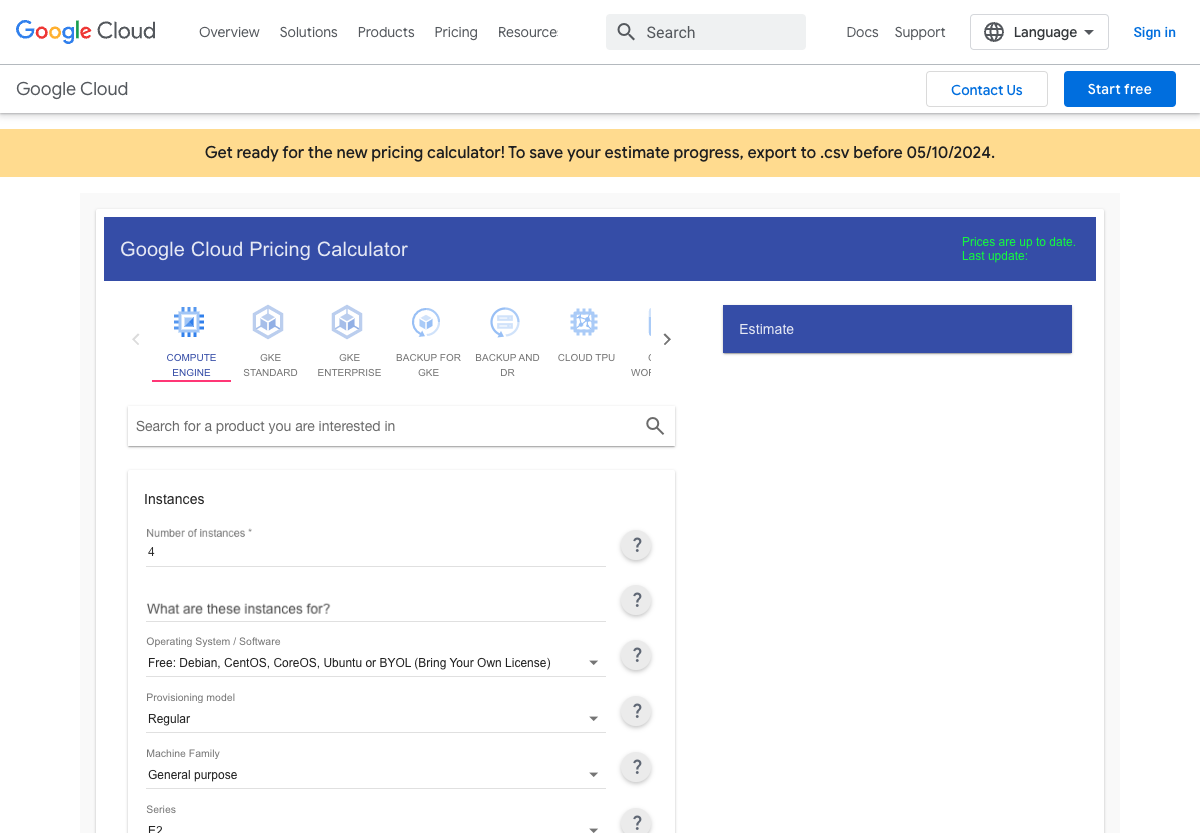 Google Cloud
Overview Solutions Products Pricing Resource
Search
Docs Support
Language
Sign in
Google Cloud
Contact Us
Start free
Get ready for the new pricing calculator! To save your estimate progress, export to .csv before 05/10/2024.
Google Cloud Pricing Calculator
Prices are up to date.
Last update:
COMPUTE
ENGINE
GKE
STANDARD
GKE
ENTERPRISE
BACKUP FOR
GKE
BACKUP AND
DR
CLOUD TPU
Estimate
Search for a product you are interested in
Instances
Number of instances *
4
?
What are these instances for?
?
Operating System / Software
Free: Debian, CentOS, CoreOS, Ubuntu or BYOL (Bring Your Own License)
?
Provisioning model
Regular
?
Machine Family
General purpose
?
Series
E2
?